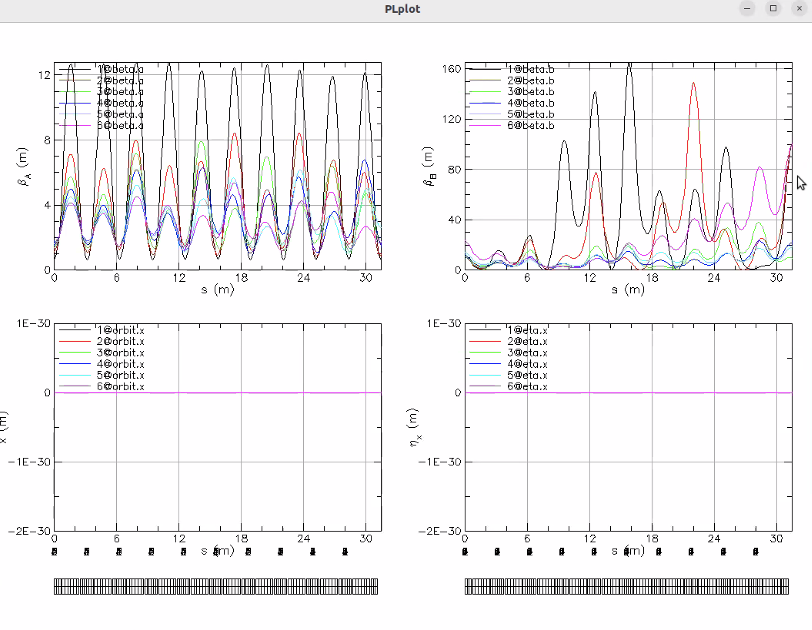 PLplot
12
8
4
0
β_A (m)
1@beta.a
2@beta.a
3@beta.a
4@beta.a
5@beta.a
6@beta.a
0 6 12 18 24 30
s (m)
160
120
80
40
0
β_B (m)
1@beta.b
2@beta.b
3@beta.b
4@beta.b
5@beta.b
6@beta.b
0 6 12 18 24 30
s (m)
1E-30
0
-1E-30
-2E-30
x (m)
1@orbit.x
2@orbit.x
3@orbit.x
4@orbit.x
5@orbit.x
6@orbit.x
0 6 12 18 24 30
s (m)
1E-30
0
-1E-30
-2E-30
η_x (m)
1@eta.x
2@eta.x
3@eta.x
4@eta.x
5@eta.x
6@eta.x
0 6 12 18 24 30
s (m)